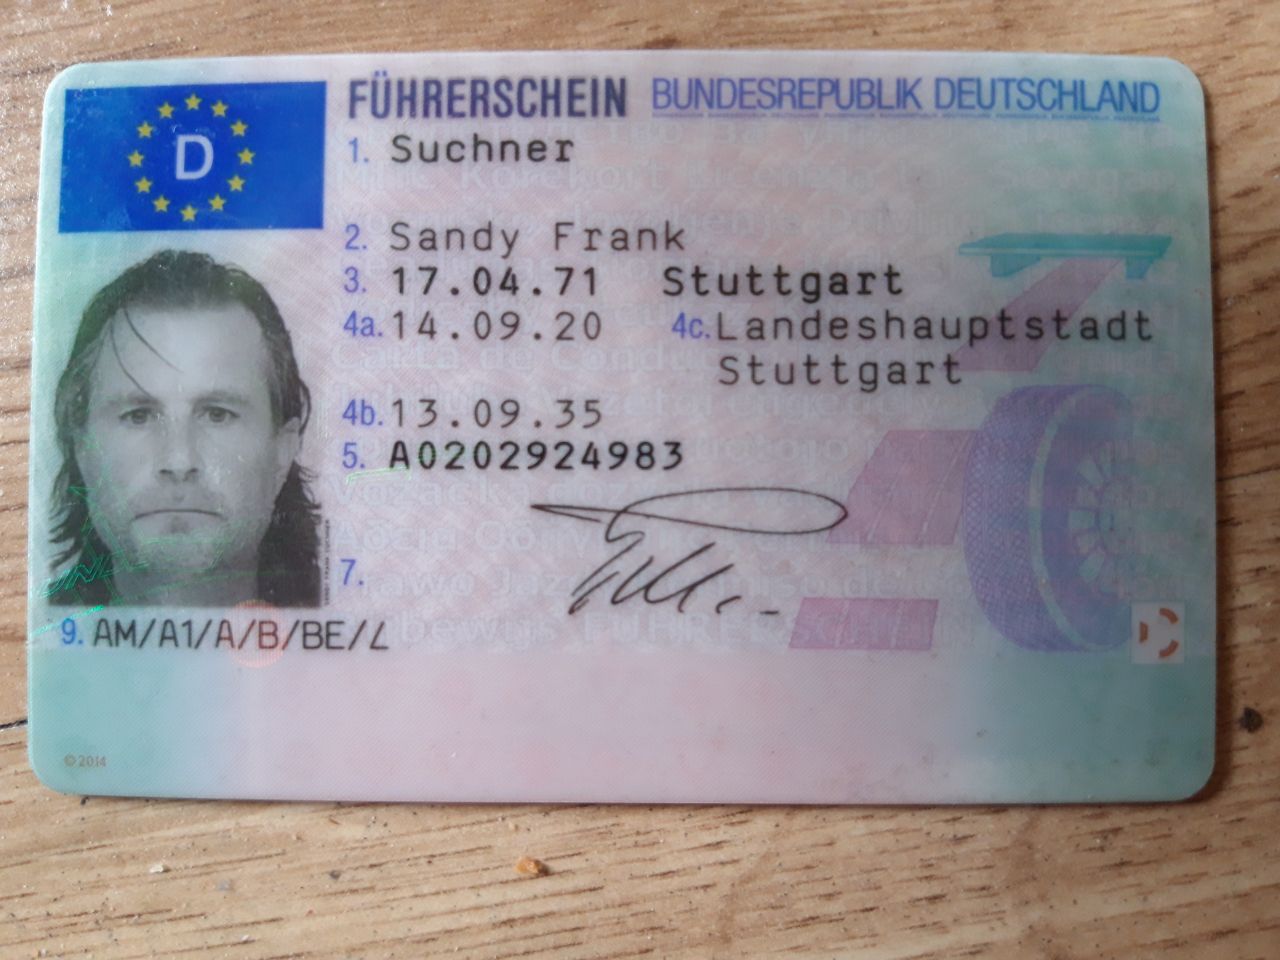 FÜHRERSCHEIN BUNDESREPUBLIK DEUTSCHLAND
D
1. Suchner
2. Sandy Frank
3. 17.04.71 Stuttgart
4a. 14.09.20 4c. Landeshauptstadt
Stuttgart
4b. 13.09.35
5. A0202924983
7.
9. AM/A1/A/B/BE/L
©2014